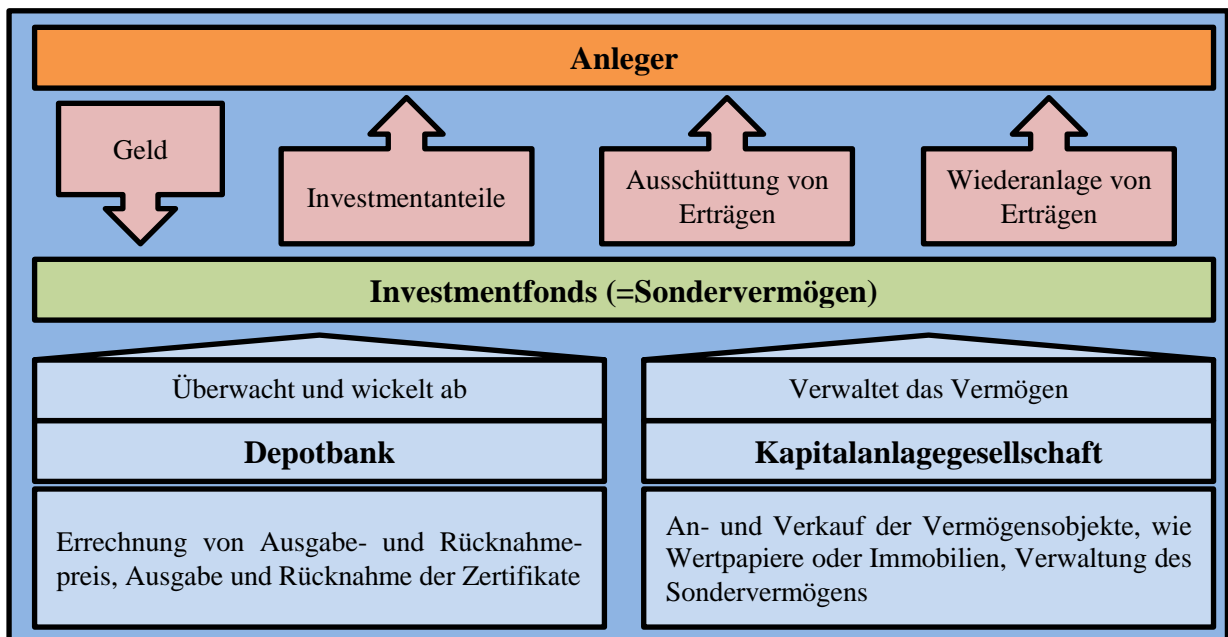 Anleger
Geld
Investmentanteile
Ausschüttung von
Erträgen
Wiederanlage von
Erträgen
Investmentfonds (=Sondervermögen)
Überwacht und wickelt ab
Depotbank
Errechnung von Ausgabe- und Rücknahme-
preis, Ausgabe und Rücknahme der Zertifikate
Verwaltet das Vermögen
Kapitalanlagegesellschaft
An- und Verkauf der Vermögensobjekte, wie
Wertpapiere oder Immobilien, Verwaltung des
Sondervermögens